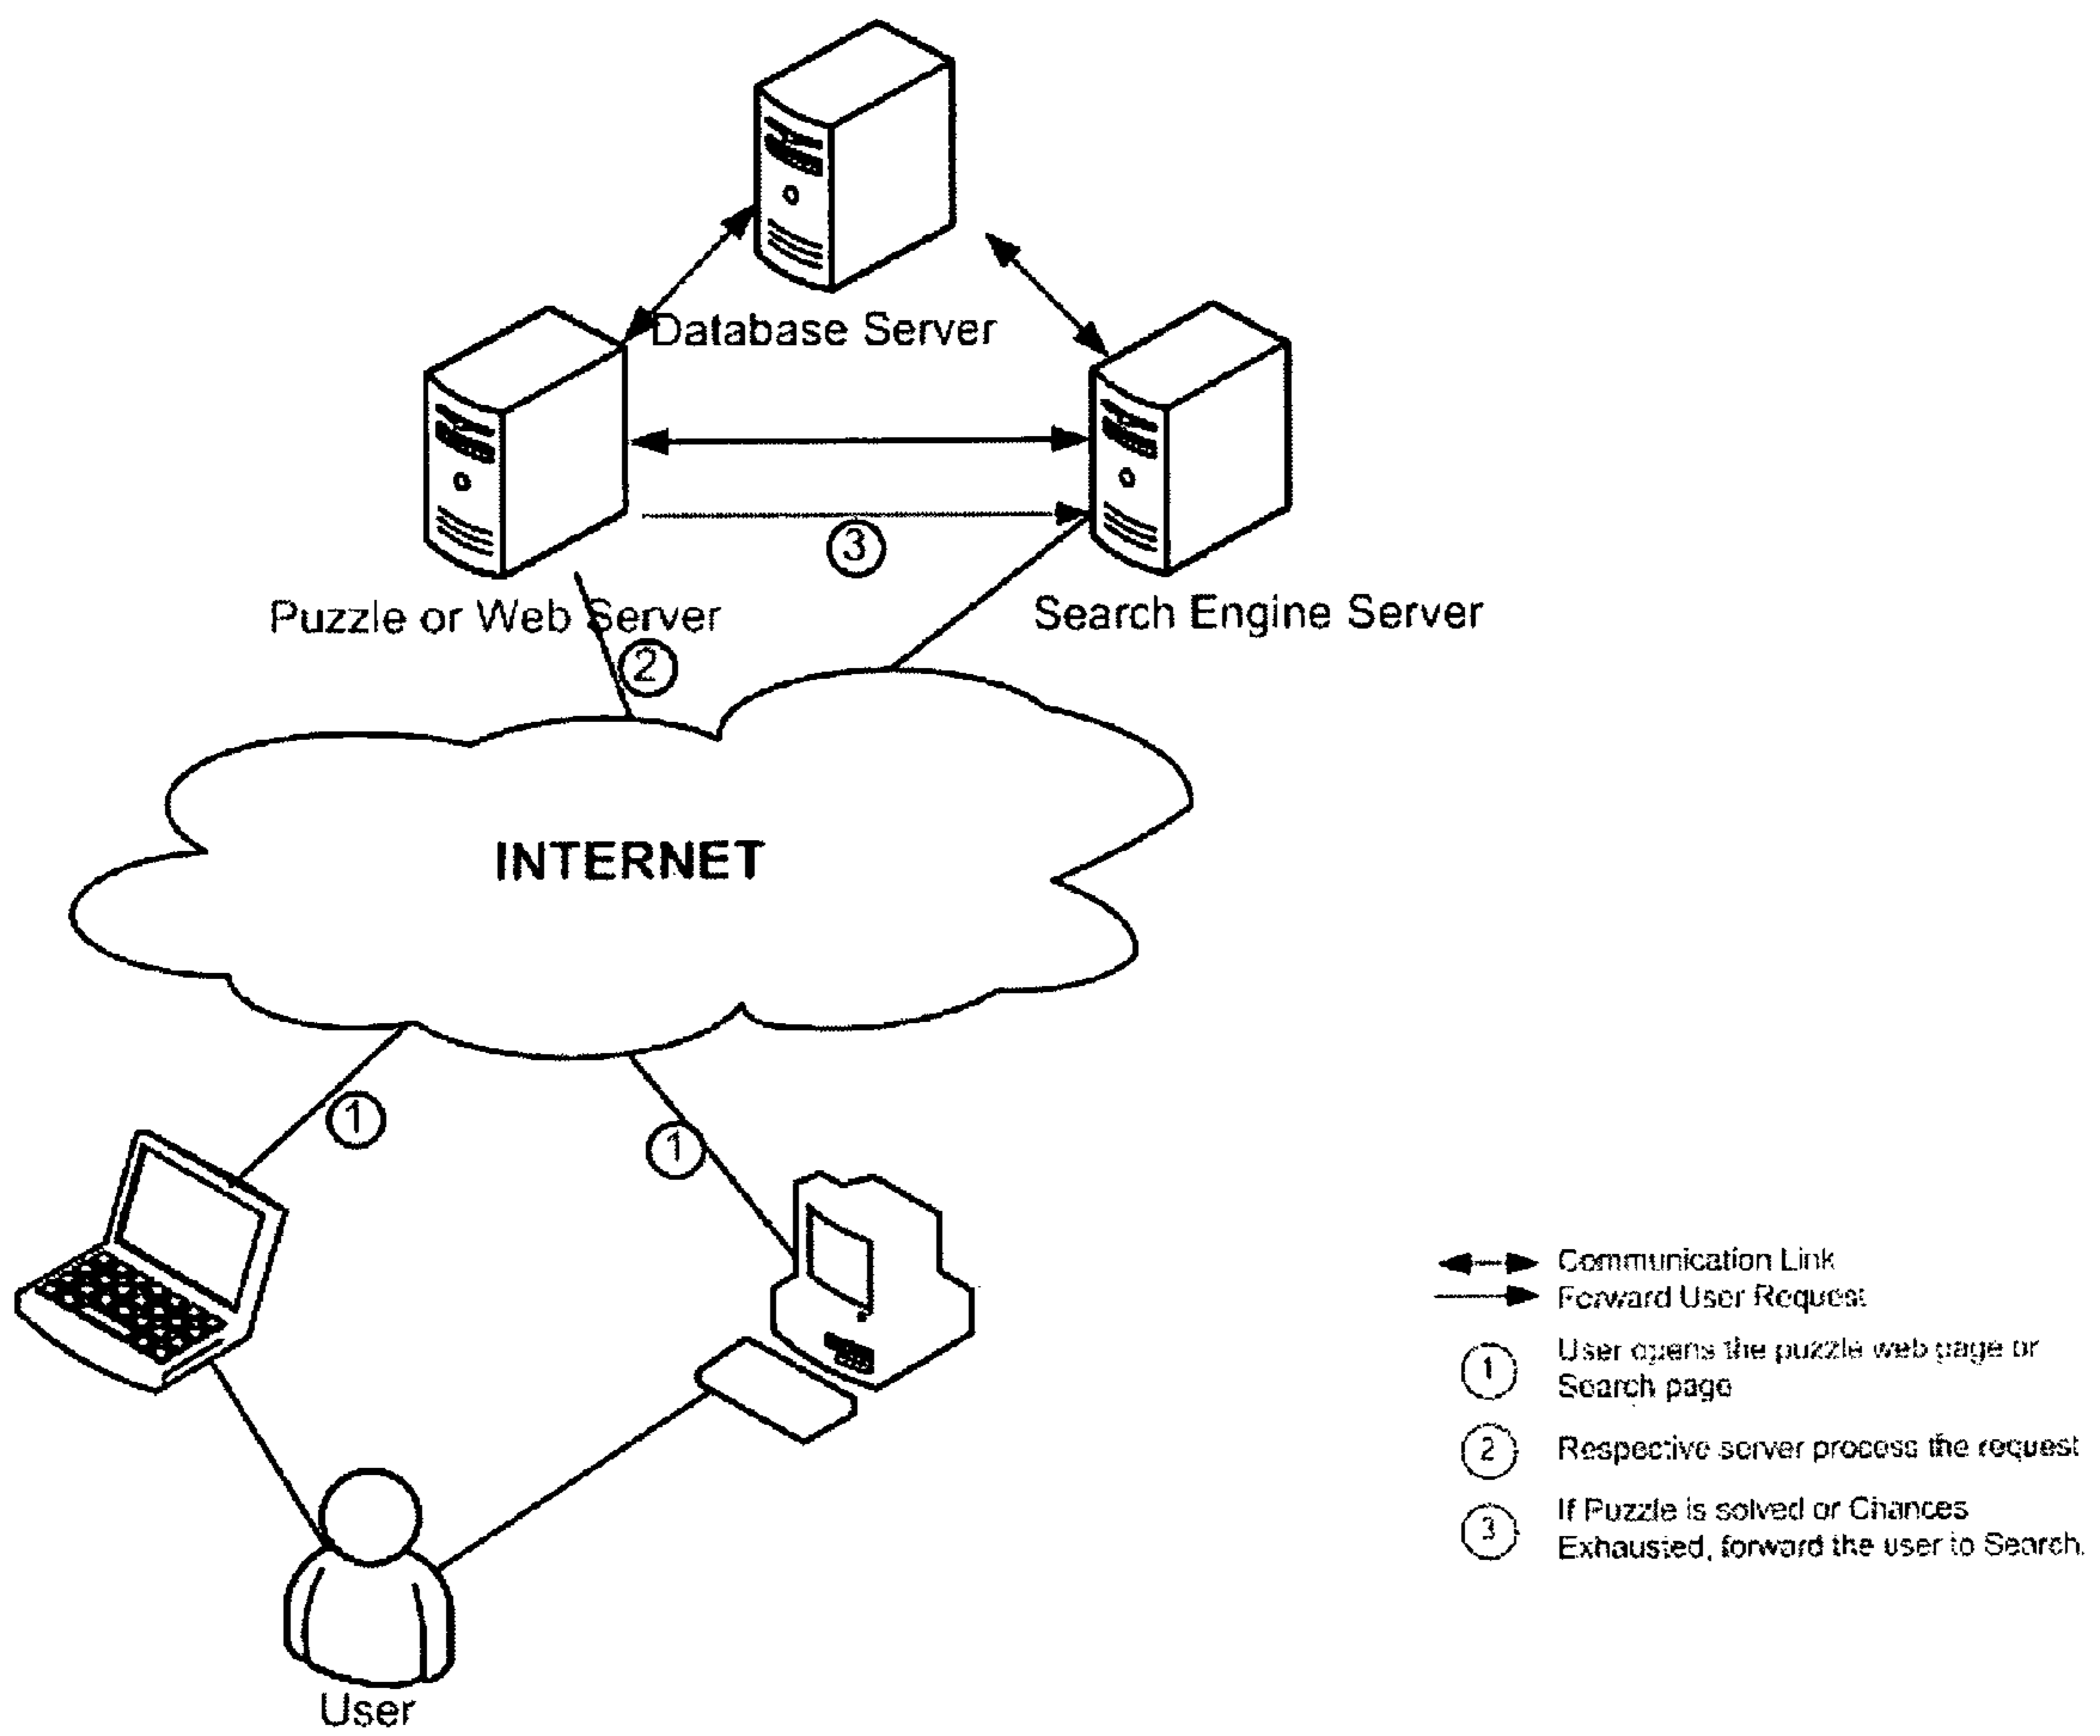 Database Server
3
Puzzle or Web Server
Search Engine Server
2
INTERNET
1
1
User
Communication Link
Forward User Request
1
User opens the puzzle web page or
Search page
2
Respective server process the request
3
If Puzzle is solved or Chances
Exhausted, forward the user to Search.